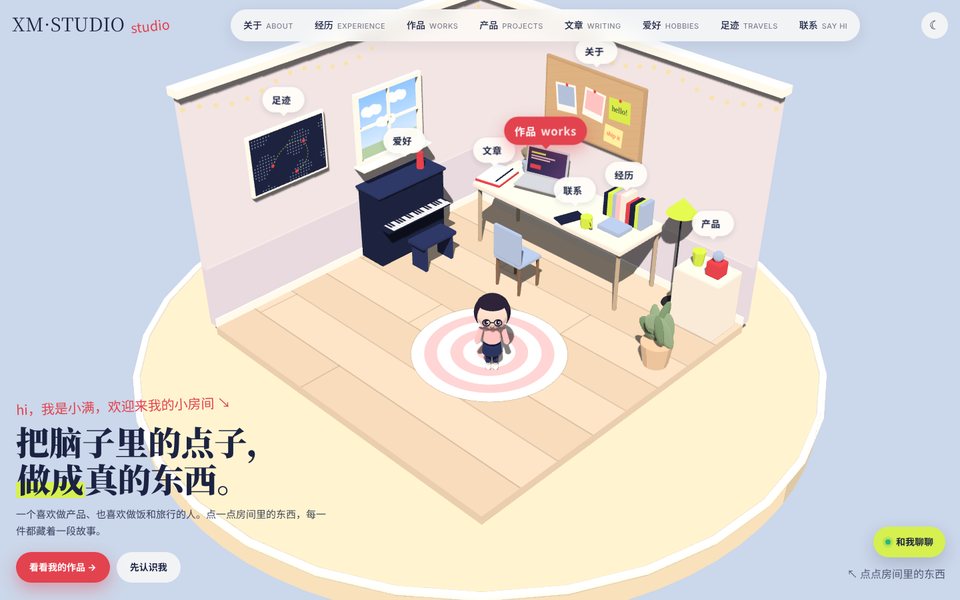 XM·STUDIO studio
关于 ABOUT 经历 EXPERIENCE 作品 WORKS 产品 PROJECTS 文章 WRITING 爱好 HOBBIES 足迹 TRAVELS 联系 SAY HI
关于
足迹
hello!
ship it
作品 works
爱好
文章
经历
联系
产品
hi，我是小满，欢迎来我的小房间 ↘
把脑子里的点子，
做成真的东西。
一个喜欢做产品、也喜欢做饭和旅行的人。点一点房间里的东西，每一
件都藏着一段故事。
看看我的作品 →
先认识我
和我聊聊
↖ 点点房间里的东西